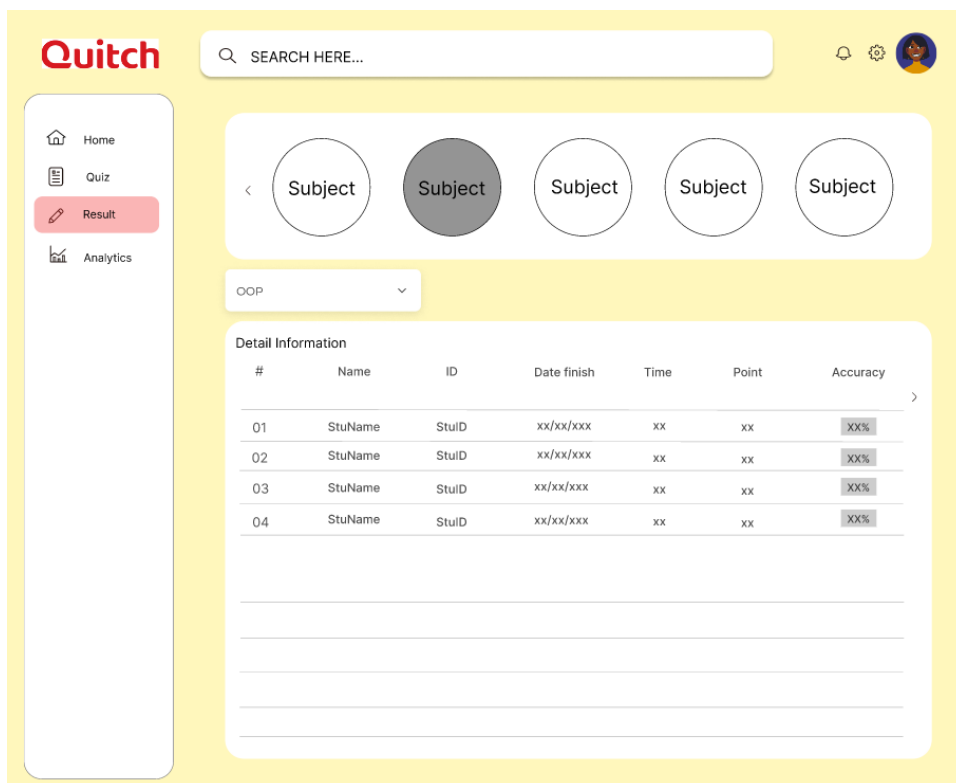 Quitch
SEARCH HERE...
Home
Quiz
Result
Analytics
Subject Subject Subject Subject Subject
OOP
Detail Information
# Name ID Date finish Time Point Accuracy
01 StuName StuID xx/xx/xxx xx xx XX%
02 StuName StuID xx/xx/xxx xx xx XX%
03 StuName StuID xx/xx/xxx xx xx XX%
04 StuName StuID xx/xx/xxx xx xx XX%